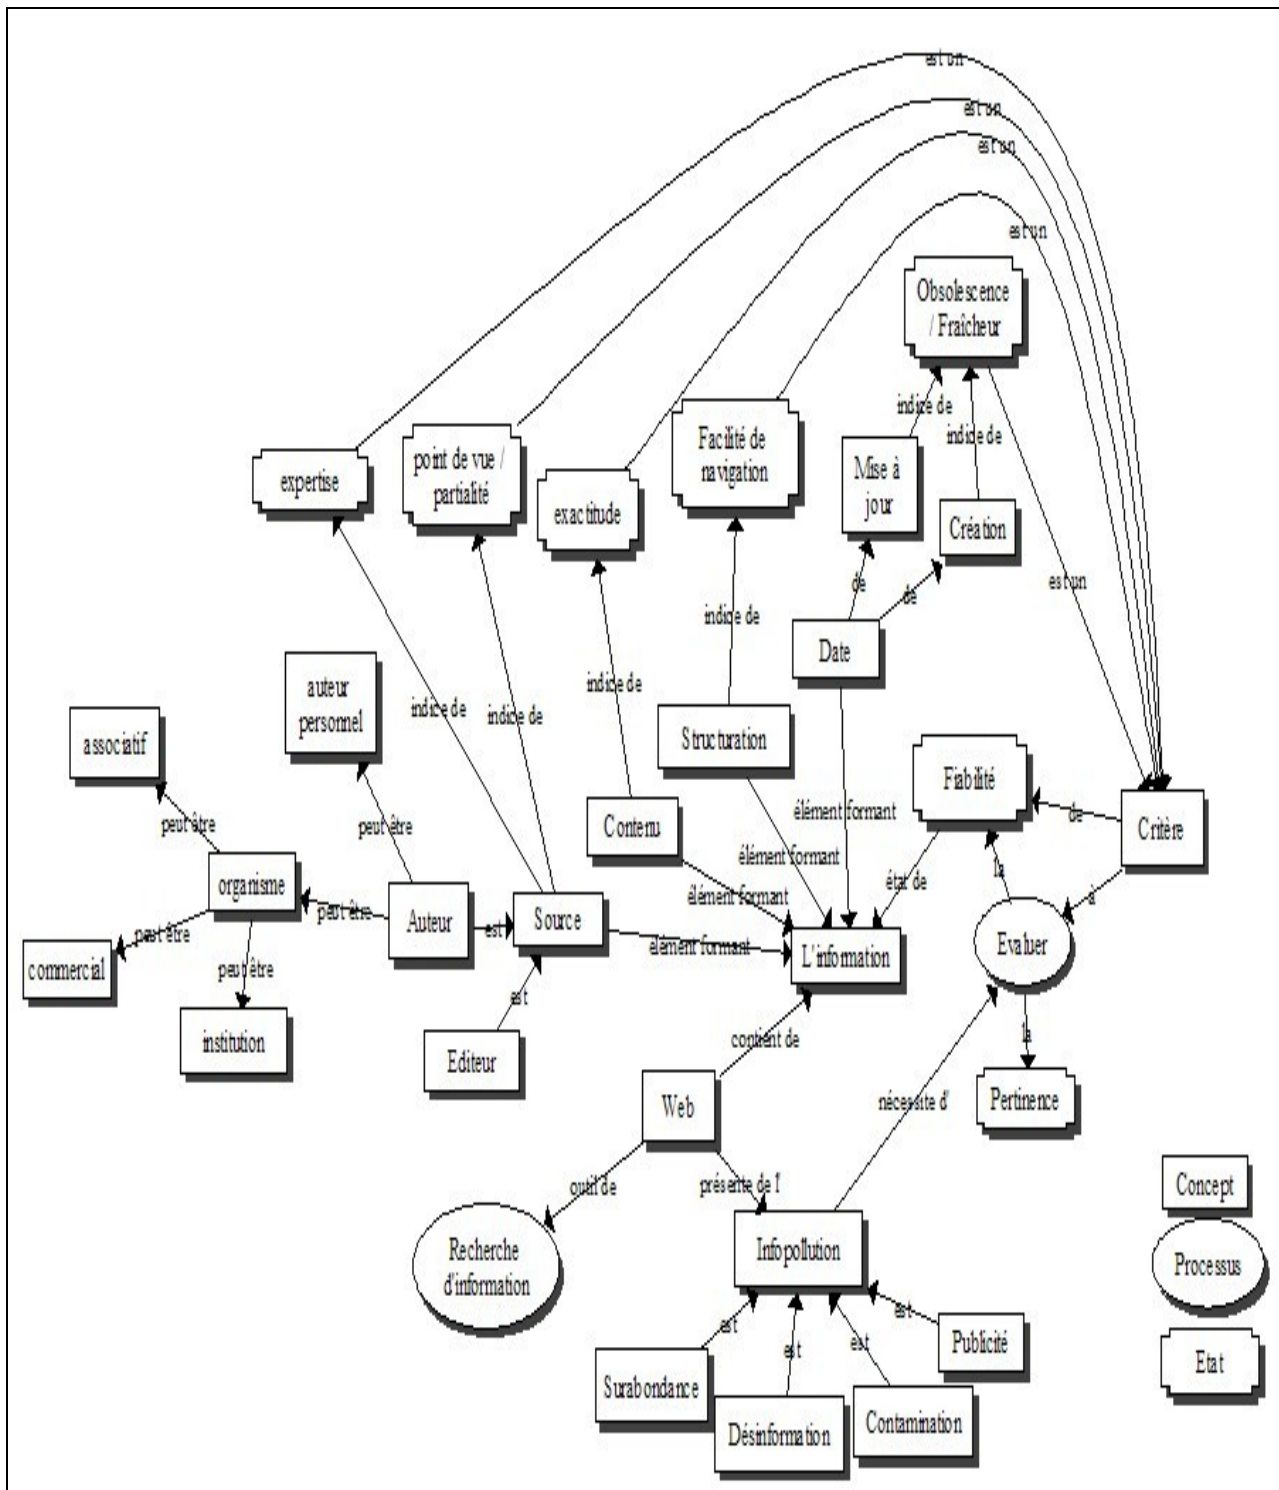 est un
est un
est un
est un
Obsolescence
/ Fraîcheur
indice de
indice de
Facilité de
navigation
point de vue /
partialité
expertise
exactitude
Mise à
jour
Création
est un
de
de
indice de
Date
auteur
personnel
indice de
indice de
indice de
associatif
Structuration
Fiabilité
élément formant
de
Critère
peut être
peut être
Contenu
élément formant
la
état de
organisme
élément formant
à
peut être
Auteur
est
Source
élément formant
L'information
Evaluer
peut être
commercial
peut être
est
institution
contient de
la
Editeur
Web
nécessite d'
Pertinence
outil de
présente de l'
Concept
Recherche
d'information
Infopollution
Processus
est
est
est
est
Publicité
Etat
Surabondance
Désinformation
Contamination